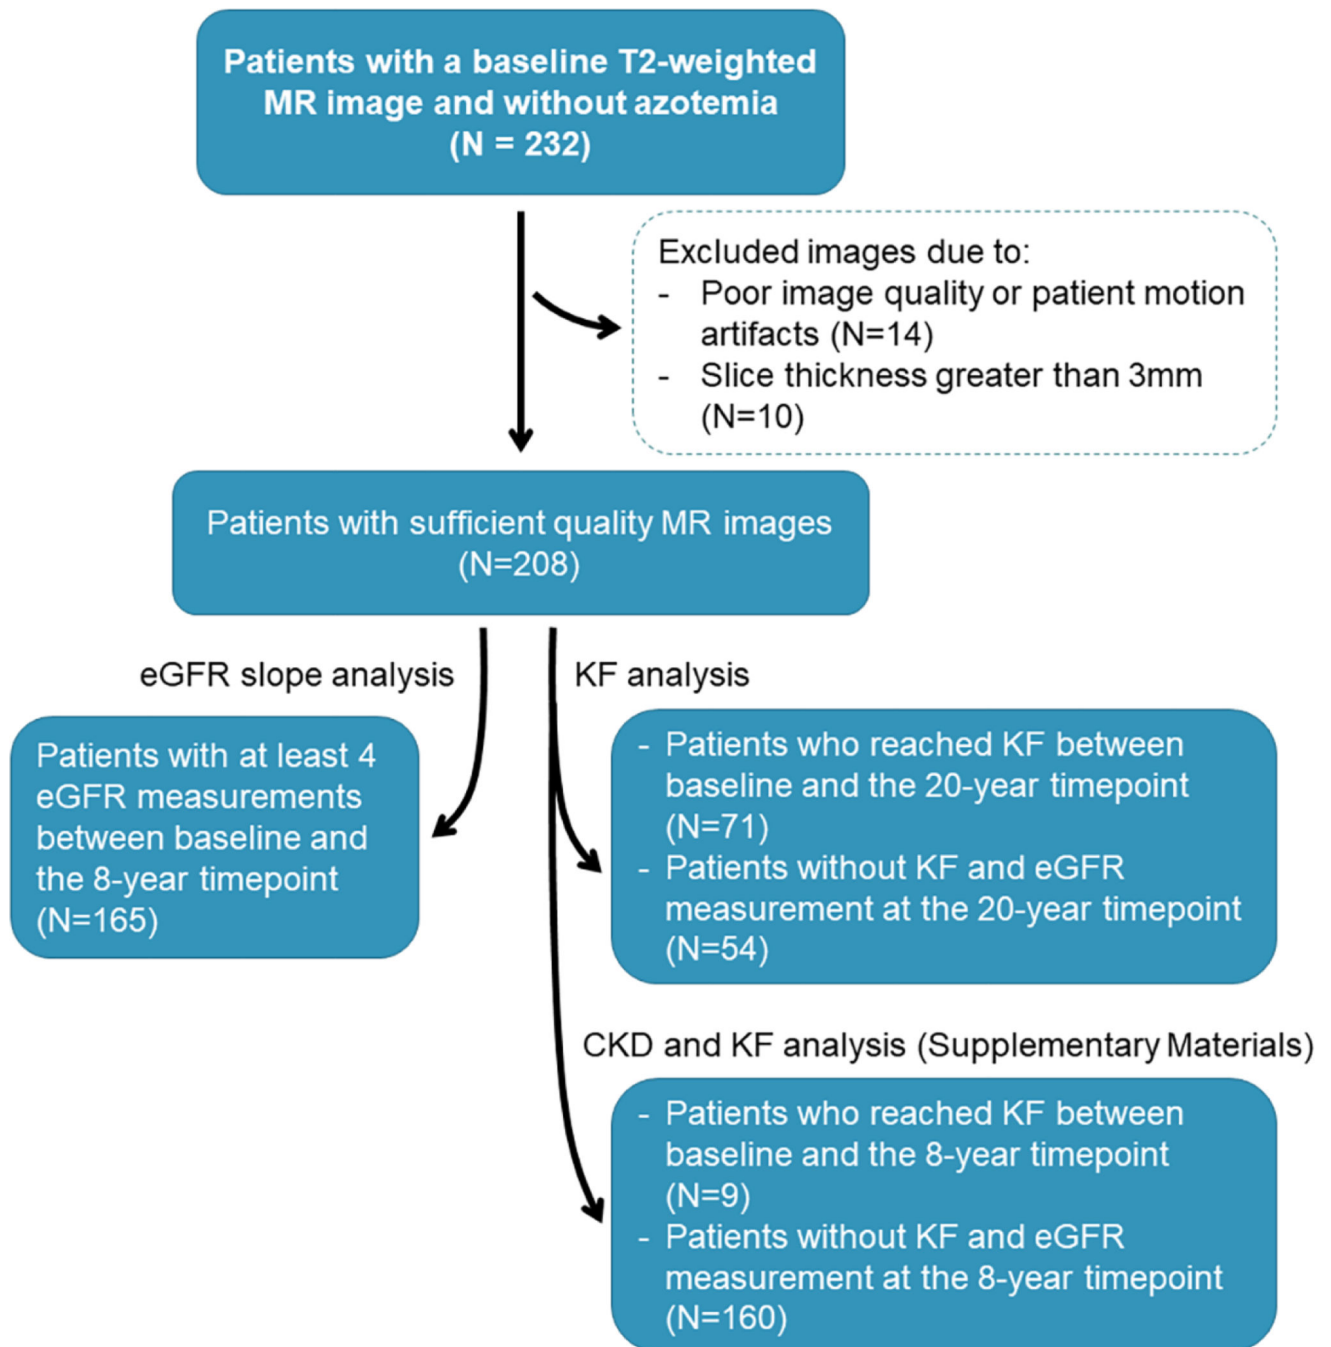 Patients with a baseline T2-weighted
MR image and without azotemia
(N = 232)
Excluded images due to:
- Poor image quality or patient motion
artifacts (N=14)
- Slice thickness greater than 3mm
(N=10)
Patients with sufficient quality MR images
(N=208)
eGFR slope analysis
KF analysis
Patients with at least 4
eGFR measurements
between baseline and
the 8-year timepoint
(N=165)
- Patients who reached KF between
baseline and the 20-year timepoint
(N=71)
- Patients without KF and eGFR
measurement at the 20-year timepoint
(N=54)
CKD and KF analysis (Supplementary Materials)
- Patients who reached KF between
baseline and the 8-year timepoint
(N=9)
- Patients without KF and eGFR
measurement at the 8-year timepoint
(N=160)